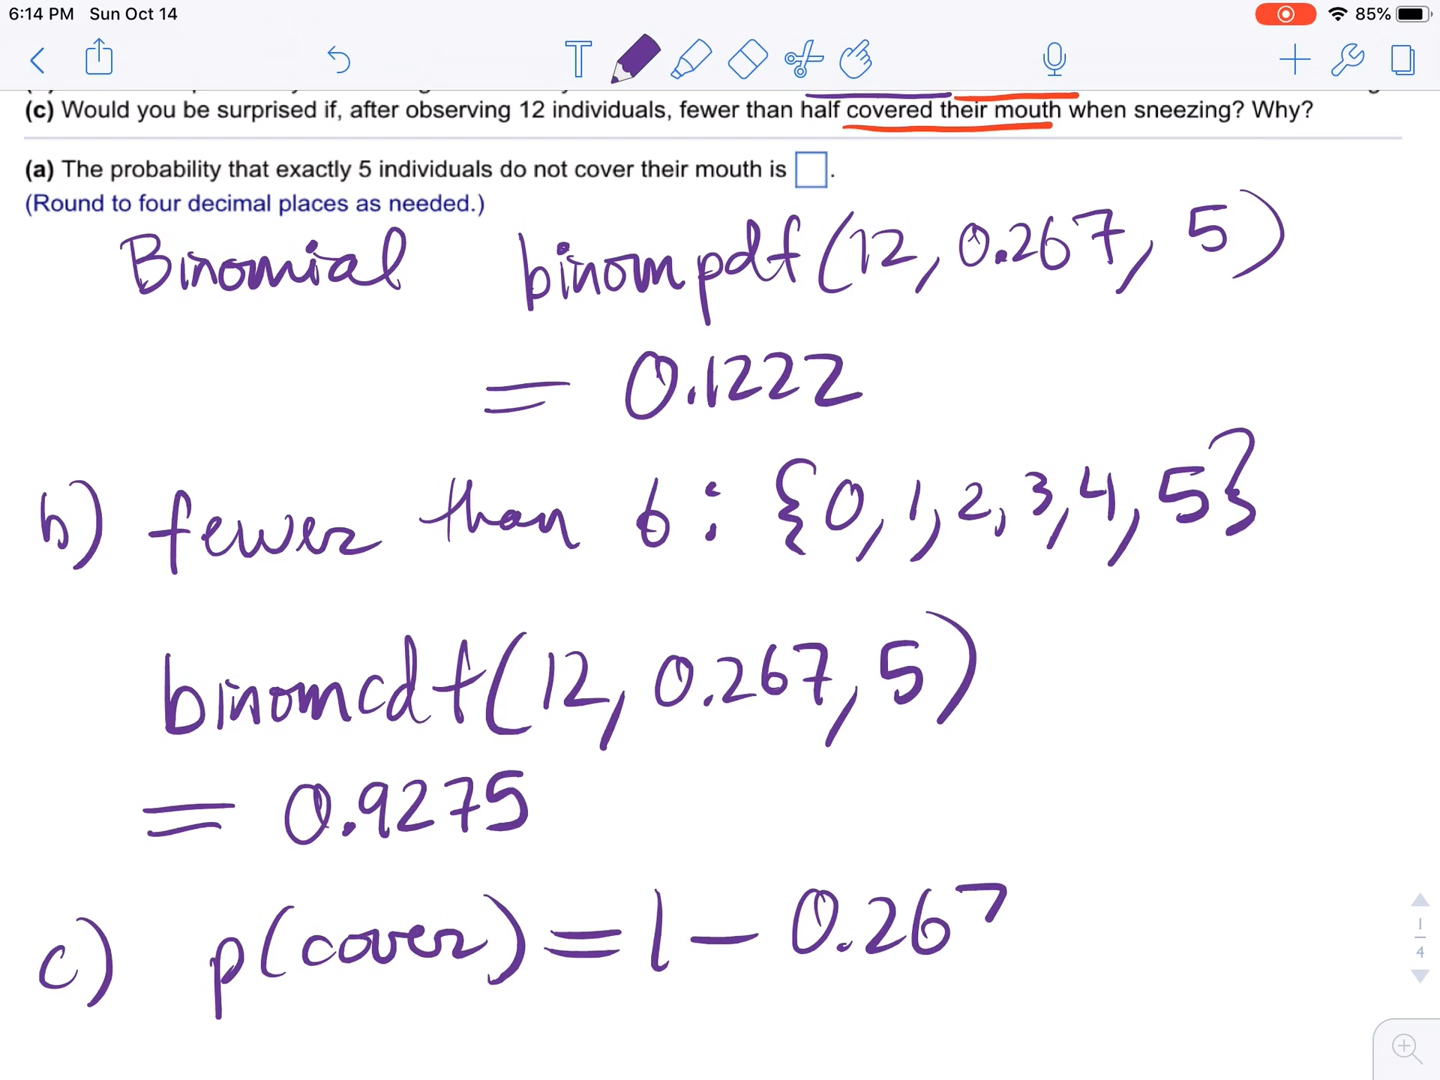 6:14 PM Sun Oct 14 85%
T
(c) Would you be surprised if, after observing 12 individuals, fewer than half covered their mouth when sneezing? Why?
(a) The probability that exactly 5 individuals do not cover their mouth is .
(Round to four decimal places as needed.)
Binomial binompdf(12, 0.267, 5)
= 0.1222
b) fewer than 6 : {0, 1, 2, 3, 4, 5}
binomcdf(12, 0.267, 5)
= 0.9275
c) p(cover) = 1 - 0.267
1
4